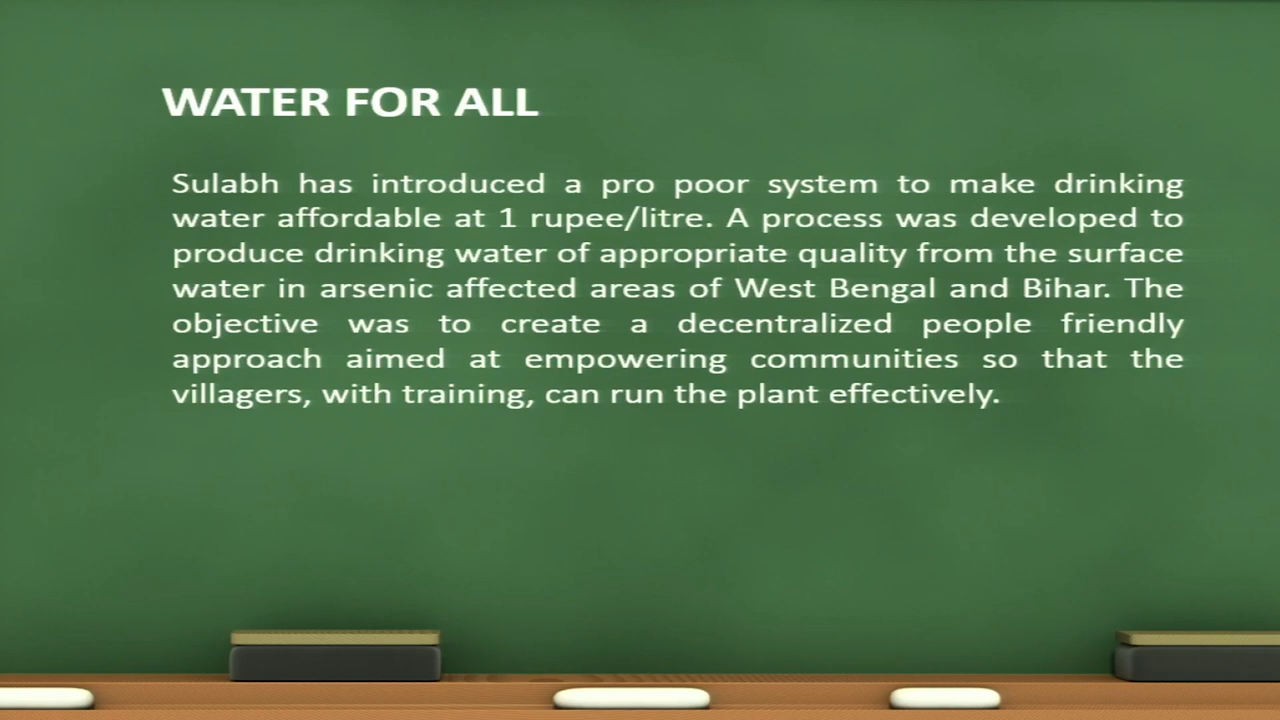 WATER FOR ALL
Sulabh has introduced a pro poor system to make drinking
water affordable at 1 rupee/litre. A process was developed to
produce drinking water of appropriate quality from the surface
water in arsenic affected areas of West Bengal and Bihar. The
objective was to create a decentralized people friendly
approach aimed at empowering communities so that the
villagers, with training, can run the plant effectively.